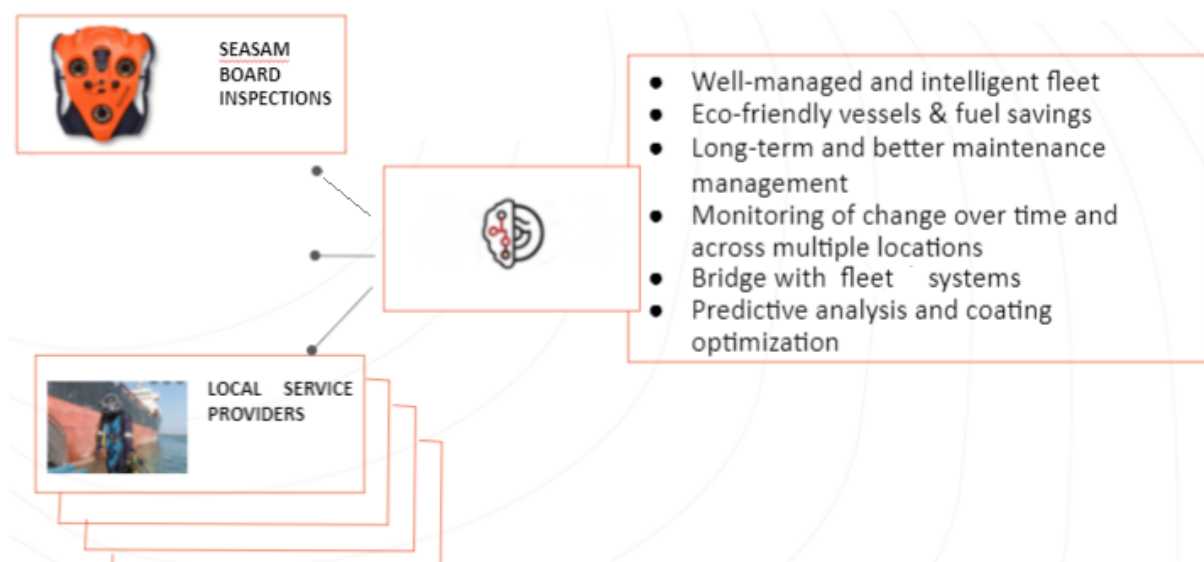 SEASAM
BOARD
INSPECTIONS
● Well-managed and intelligent fleet
● Eco-friendly vessels & fuel savings
● Long-term and better maintenance
management
● Monitoring of change over time and
across multiple locations
● Bridge with fleet systems
● Predictive analysis and coating
optimization
LOCAL SERVICE
PROVIDERS